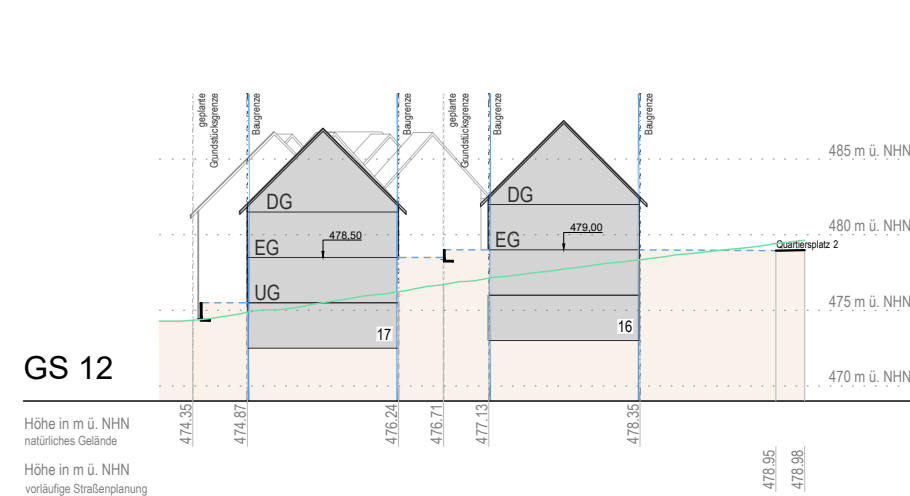 geplante
Grundstücksgrenze
Baugrenze
Baugrenze
geplante
Grundstücksgrenze
Baugrenze
Baugrenze
485 m ü. NHN
DG
DG
480 m ü. NHN
EG
478,50
EG
479,00
Quartiersplatz 2
UG
475 m ü. NHN
17
16
GS 12
470 m ü. NHN
Höhe in m ü. NHN
natürliches Gelände
474.35
474.87
476.24
476.71
477.13
478.35
Höhe in m ü. NHN
vorläufige Straßenplanung
478.95
478.98